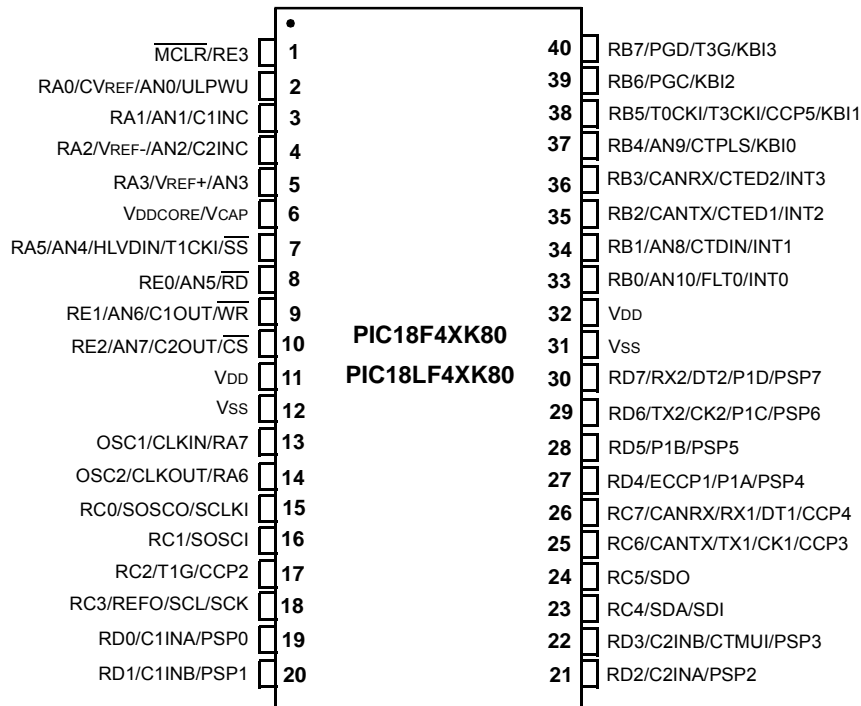 MCLR/RE3 1
RA0/CVREF/AN0/ULPWU 2
RA1/AN1/C1INC 3
RA2/VREF-/AN2/C2INC 4
RA3/VREF+/AN3 5
VDDCORE/VCAP 6
RA5/AN4/HLVDIN/T1CKI/SS 7
RE0/AN5/RD 8
RE1/AN6/C1OUT/WR 9
RE2/AN7/C2OUT/CS 10
VDD 11
VSS 12
OSC1/CLKIN/RA7 13
OSC2/CLKOUT/RA6 14
RC0/SOSCO/SCLKI 15
RC1/SOSCI 16
RC2/T1G/CCP2 17
RC3/REFO/SCL/SCK 18
RD0/C1INA/PSP0 19
RD1/C1INB/PSP1 20
PIC18F4XK80
PIC18LF4XK80
40 RB7/PGD/T3G/KBI3
39 RB6/PGC/KBI2
38 RB5/T0CKI/T3CKI/CCP5/KBI1
37 RB4/AN9/CTPLS/KBI0
36 RB3/CANRX/CTED2/INT3
35 RB2/CANTX/CTED1/INT2
34 RB1/AN8/CTDIN/INT1
33 RB0/AN10/FLT0/INT0
32 VDD
31 VSS
30 RD7/RX2/DT2/P1D/PSP7
29 RD6/TX2/CK2/P1C/PSP6
28 RD5/P1B/PSP5
27 RD4/ECCP1/P1A/PSP4
26 RC7/CANRX/RX1/DT1/CCP4
25 RC6/CANTX/TX1/CK1/CCP3
24 RC5/SDO
23 RC4/SDA/SDI
22 RD3/C2INB/CTMUI/PSP3
21 RD2/C2INA/PSP2